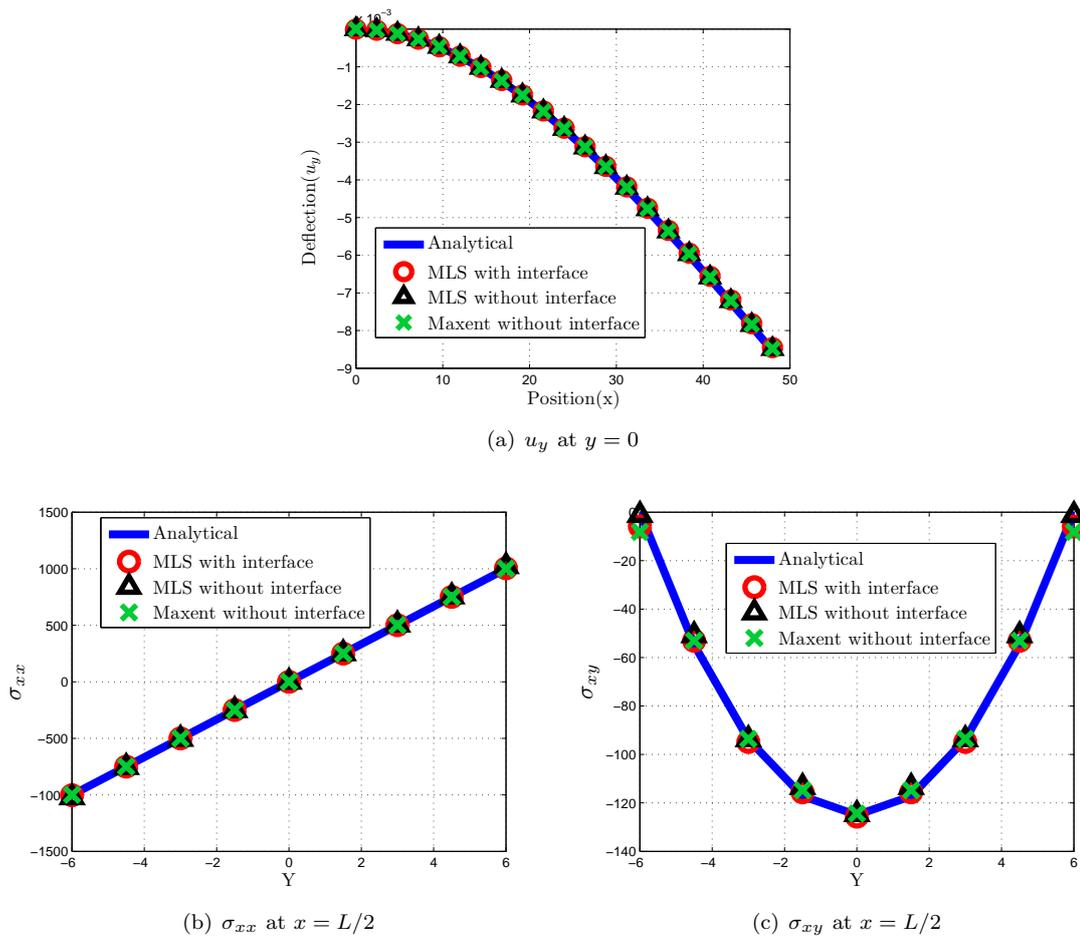 × 10⁻³
−1
−2
−3
−4
−5
−6
−7
−8
−9
Deflection(u_y)
Analytical
MLS with interface
MLS without interface
Maxent without interface
0 10 20 30 40 50
Position(x)
(a) u_y at y = 0
1500
1000
500
0
−500
−1000
−1500
σ_xx
Analytical
MLS with interface
MLS without interface
Maxent without interface
−6 −4 −2 0 2 4 6
Y
(b) σ_xx at x = L/2
0
−20
−40
−60
−80
−100
−120
−140
σ_xy
Analytical
MLS with interface
MLS without interface
Maxent without interface
−6 −4 −2 0 2 4 6
Y
(c) σ_xy at x = L/2